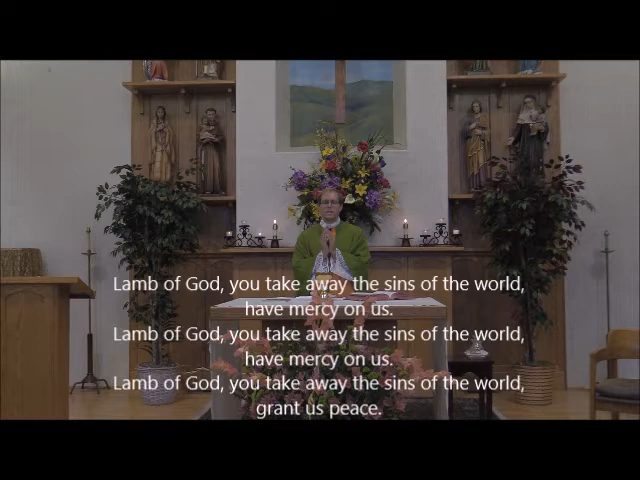 Lamb of God, you take away the sins of the world,
have mercy on us.
Lamb of God, you take away the sins of the world,
have mercy on us.
Lamb of God, you take away the sins of the world,
grant us peace.